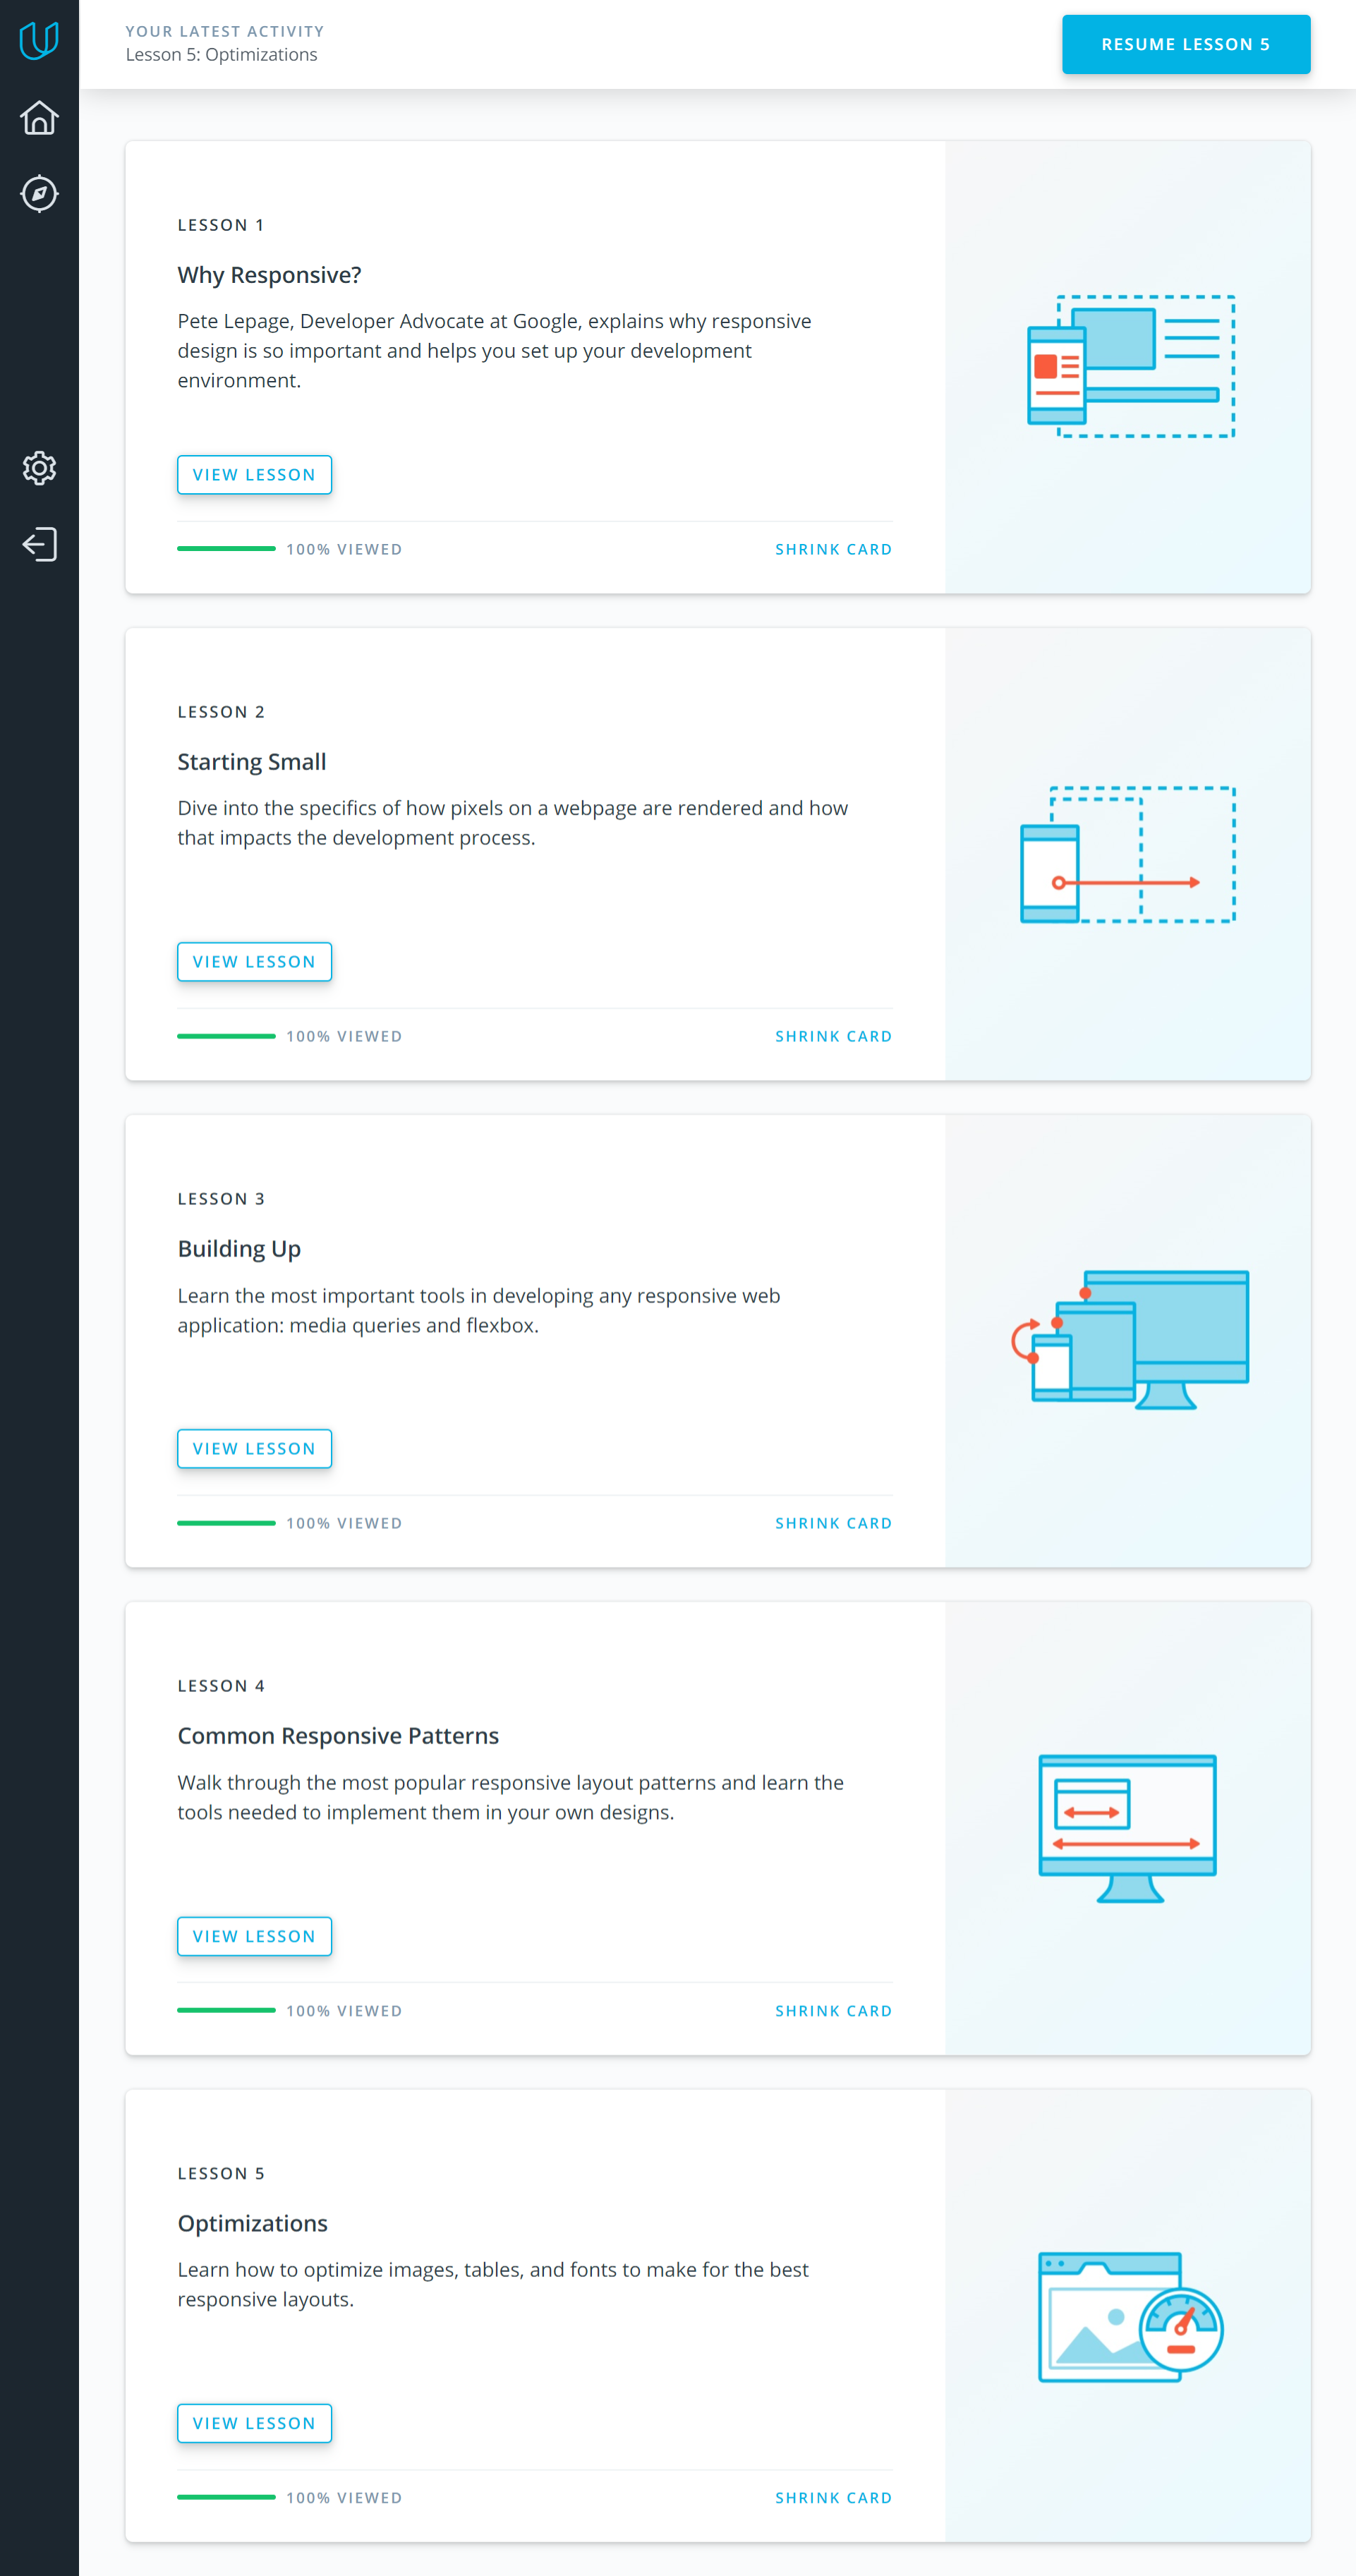 YOUR LATEST ACTIVITY
Lesson 5: Optimizations
RESUME LESSON 5
LESSON 1
Why Responsive?
Pete Lepage, Developer Advocate at Google, explains why responsive
design is so important and helps you set up your development
environment.
VIEW LESSON
100% VIEWED
SHRINK CARD
LESSON 2
Starting Small
Dive into the specifics of how pixels on a webpage are rendered and how
that impacts the development process.
VIEW LESSON
100% VIEWED
SHRINK CARD
LESSON 3
Building Up
Learn the most important tools in developing any responsive web
application: media queries and flexbox.
VIEW LESSON
100% VIEWED
SHRINK CARD
LESSON 4
Common Responsive Patterns
Walk through the most popular responsive layout patterns and learn the
tools needed to implement them in your own designs.
VIEW LESSON
100% VIEWED
SHRINK CARD
LESSON 5
Optimizations
Learn how to optimize images, tables, and fonts to make for the best
responsive layouts.
VIEW LESSON
100% VIEWED
SHRINK CARD